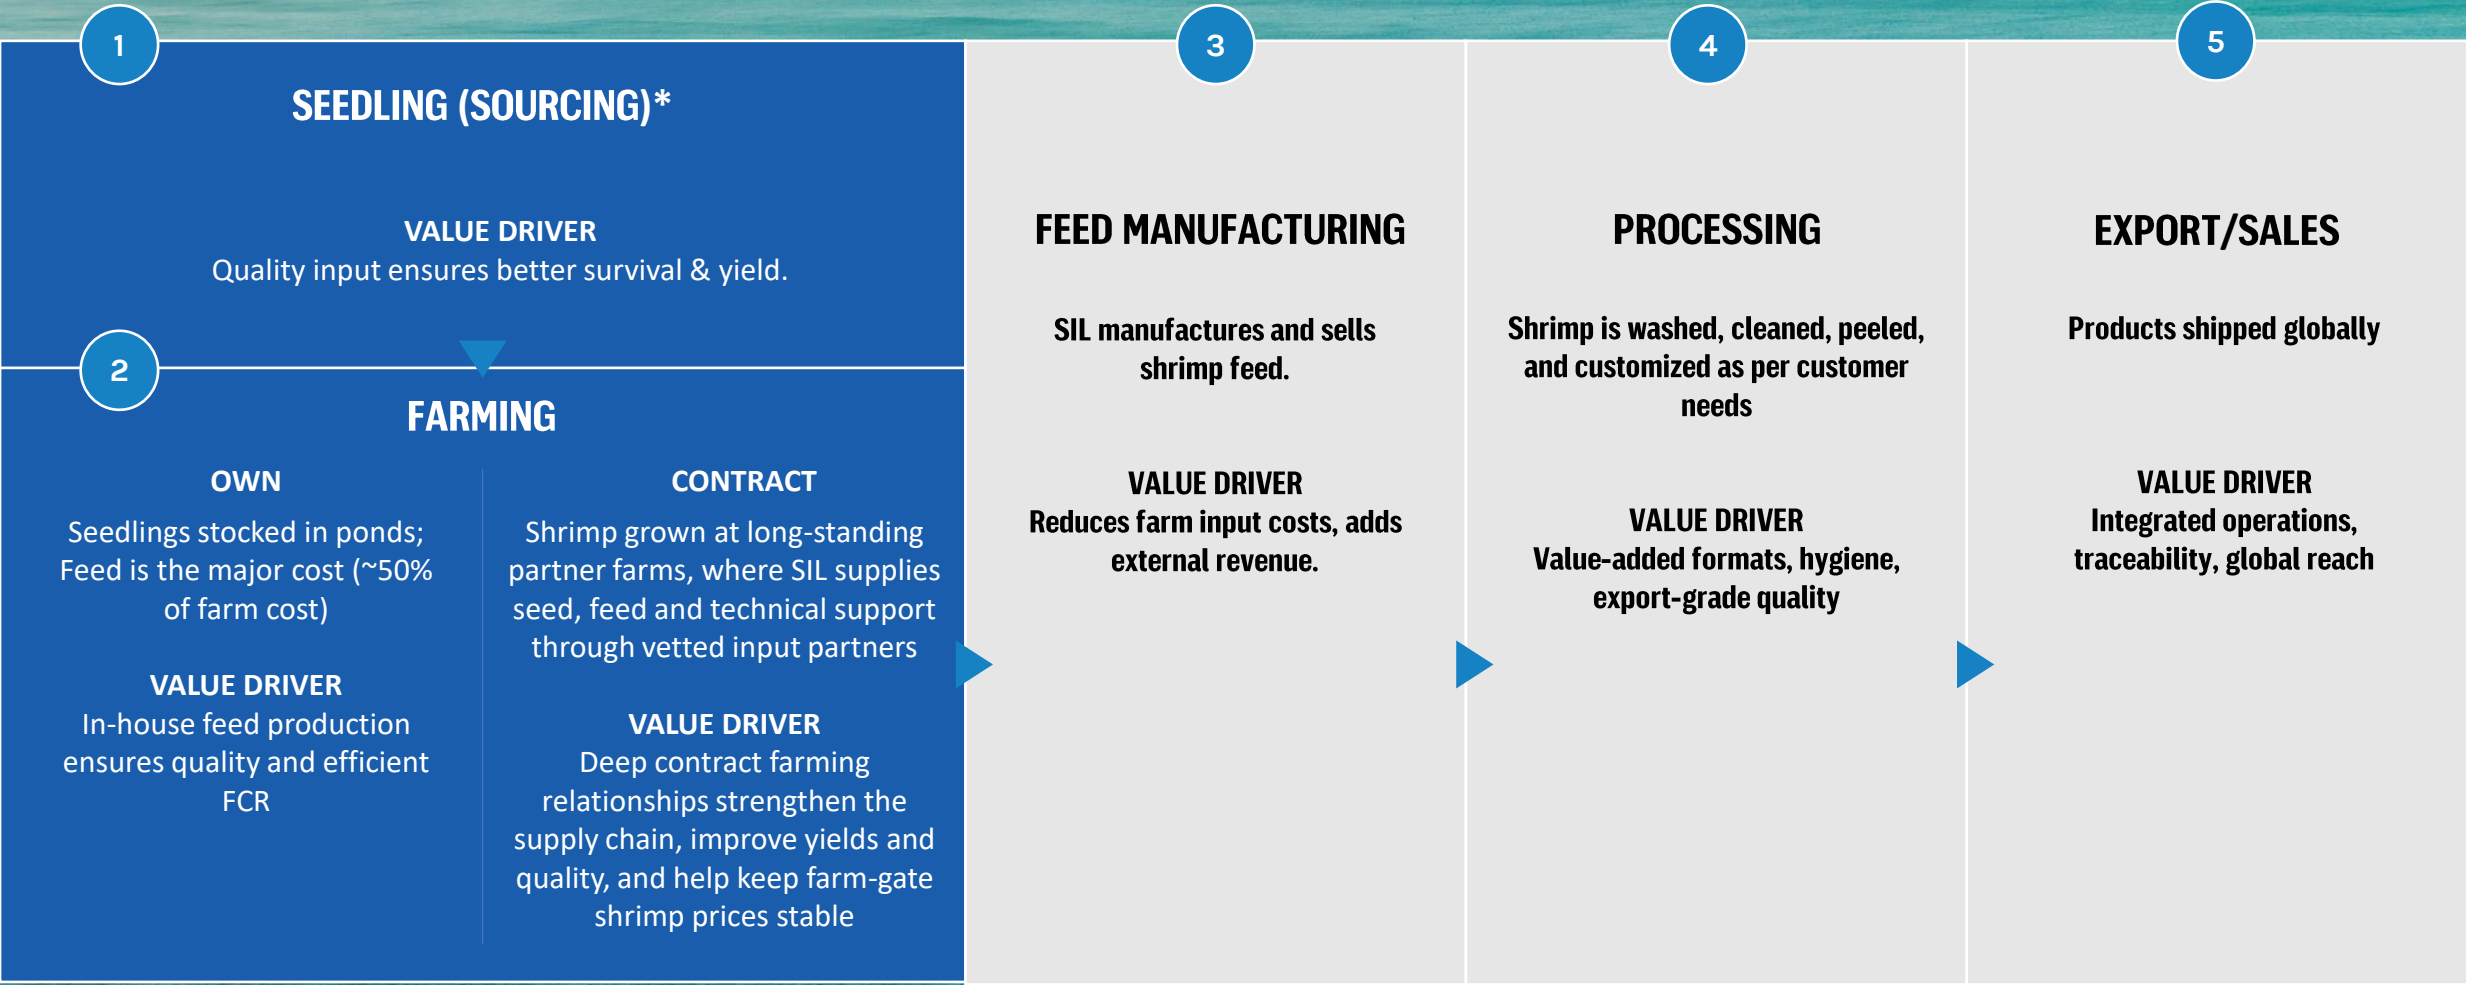 1
SEEDLING (SOURCING)*
VALUE DRIVER
Quality input ensures better survival & yield.
2
FARMING
OWN
Seedlings stocked in ponds;
Feed is the major cost (~50%
of farm cost)
VALUE DRIVER
In-house feed production
ensures quality and efficient
FCR
CONTRACT
Shrimp grown at long-standing
partner farms, where SIL supplies
seed, feed and technical support
through vetted input partners
VALUE DRIVER
Deep contract farming
relationships strengthen the
supply chain, improve yields and
quality, and help keep farm-gate
shrimp prices stable
3
FEED MANUFACTURING
SIL manufactures and sells
shrimp feed.
VALUE DRIVER
Reduces farm input costs, adds
external revenue.
4
PROCESSING
Shrimp is washed, cleaned, peeled,
and customized as per customer
needs
VALUE DRIVER
Value-added formats, hygiene,
export-grade quality
5
EXPORT/SALES
Products shipped globally
VALUE DRIVER
Integrated operations,
traceability, global reach